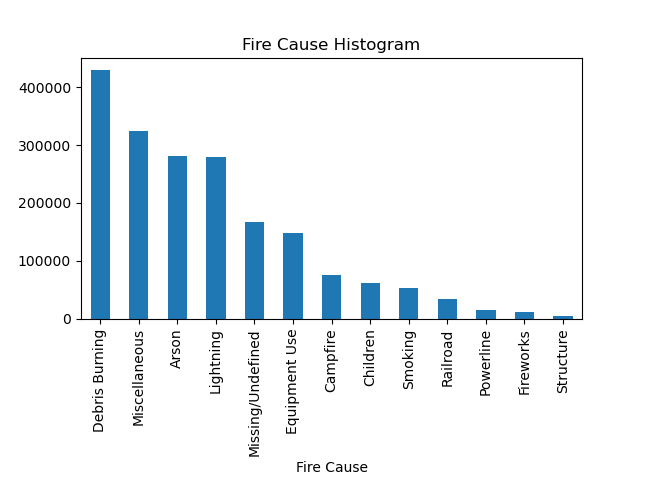 Fire Cause Histogram
400000
300000
200000
100000
0
Debris Burning
Miscellaneous
Arson
Lightning
Missing/Undefined
Equipment Use
Campfire
Children
Smoking
Railroad
Powerline
Fireworks
Structure
Fire Cause